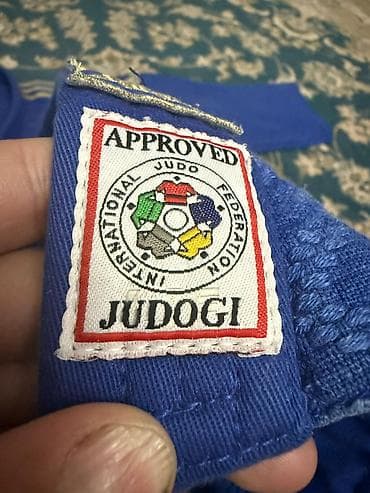 APPROVED
INTERNATIONAL JUDO FEDERATION
JUDOGI